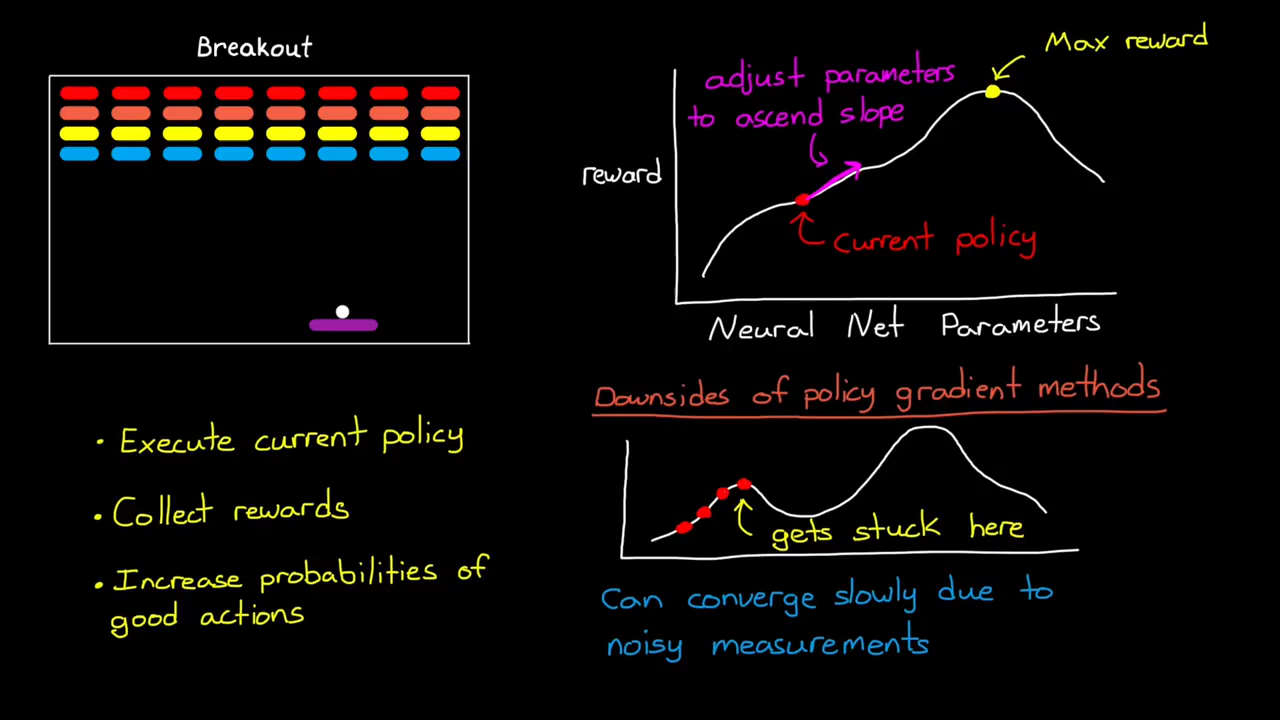 Breakout
• Execute current policy
• Collect rewards
• Increase probabilities of
good actions
Max reward
adjust parameters
to ascend slope
reward
current policy
Neural Net Parameters
Downsides of policy gradient methods
gets stuck here
Can converge slowly due to
noisy measurements